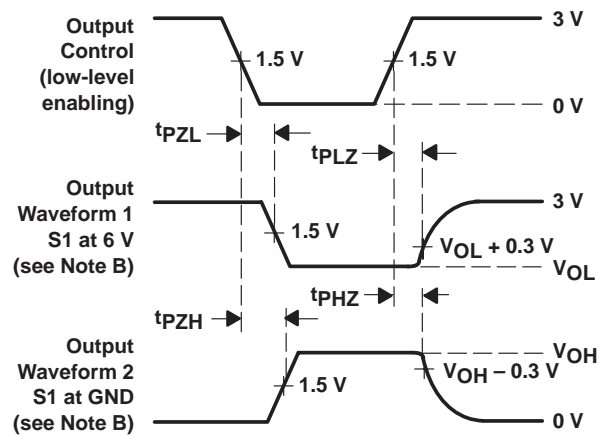 Output
Control
(low-level
enabling)
3 V
1.5 V
1.5 V
0 V
tPZL
tPLZ
Output
Waveform 1
S1 at 6 V
(see Note B)
3 V
1.5 V
VOL + 0.3 V
VOL
tPHZ
tPZH
Output
Waveform 2
S1 at GND
(see Note B)
VOH
VOH – 0.3 V
1.5 V
0 V